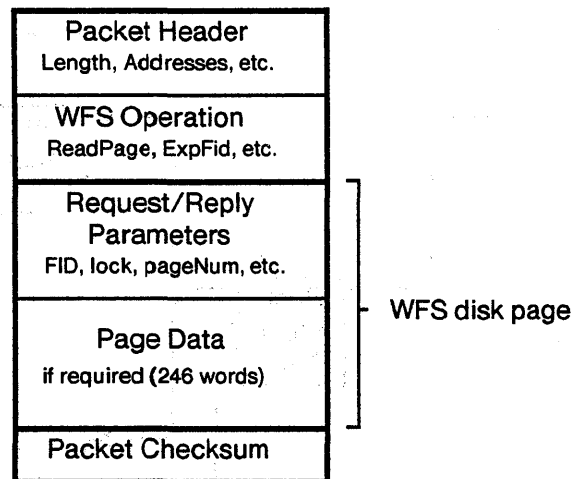 Packet Header
Length, Addresses, etc.
WFS Operation
ReadPage, ExpFid, etc.
Request/Reply
Parameters
FID, lock, pageNum, etc.
WFS disk page
Page Data
if required (246 words)
Packet Checksum